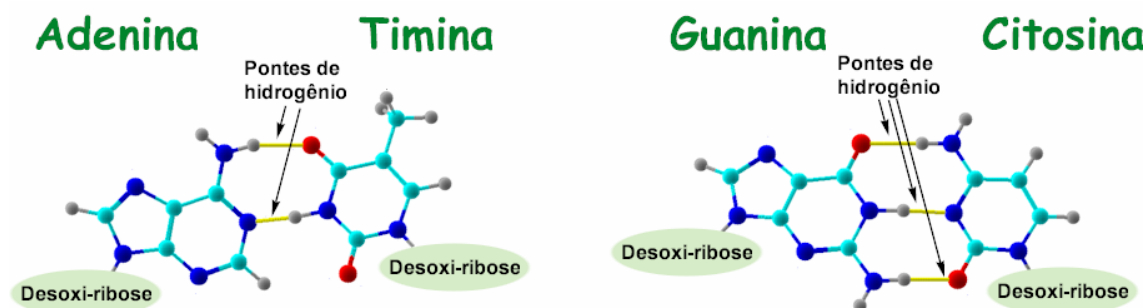 Adenina
Timina
Pontes de
hidrogênio
Desoxi-ribose
Desoxi-ribose
Guanina
Citosina
Pontes de
hidrogênio
Desoxi-ribose
Desoxi-ribose